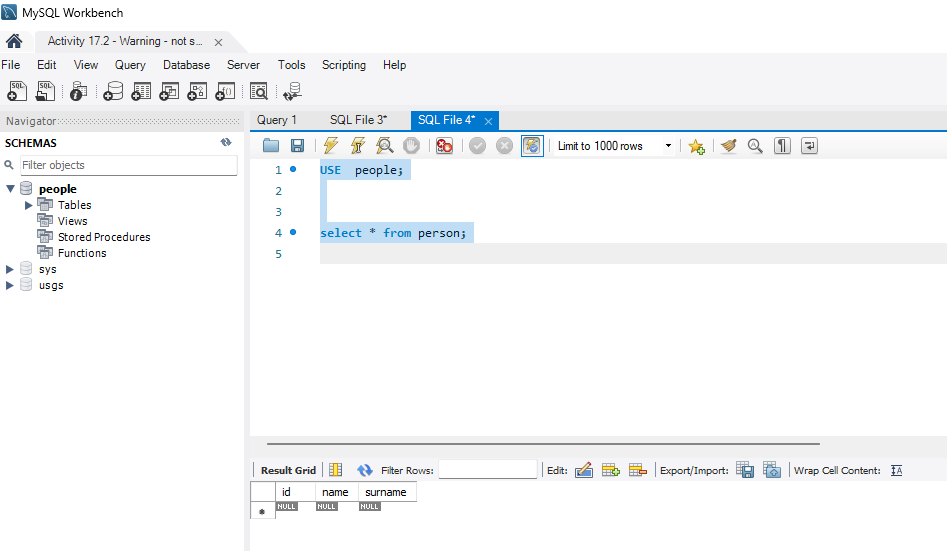 MySQL Workbench
Activity 17.2 - Warning - not s...
File Edit View Query Database Server Tools Scripting Help
SQL SQL
Navigator
SCHEMAS
Filter objects
people
Tables
Views
Stored Procedures
Functions
sys
usgs
Query 1 SQL File 3* SQL File 4*
Limit to 1000 rows
1 USE people;
2
3
4 select * from person;
5
Result Grid Filter Rows: Edit: Export/Import: Wrap Cell Content:
id name surname
NULL NULL NULL